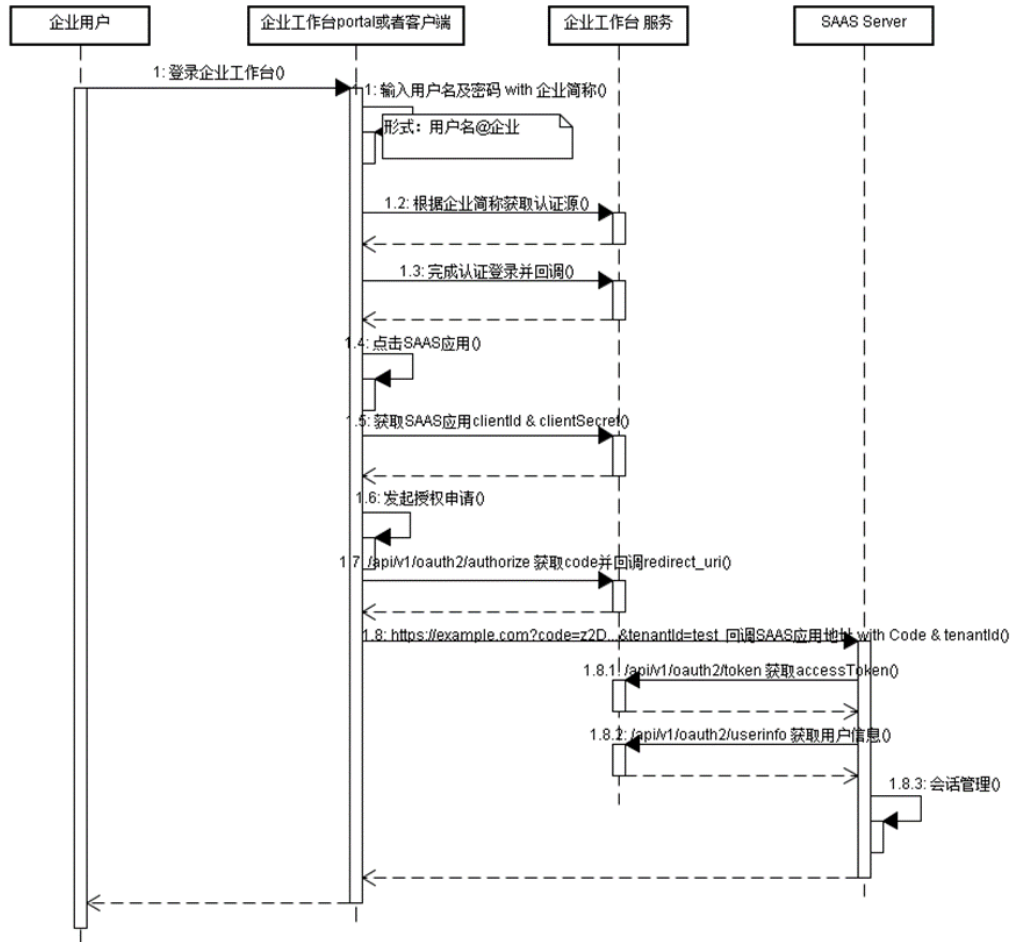 企业用户
企业工作台portal或者客户端
企业工作台 服务
SAAS Server
1: 登录企业工作台()
1: 输入用户名及密码 with 企业简称()
形式：用户名@企业
1.2: 根据企业简称获取认证源()
1.3: 完成认证登录并回调()
1.4: 点击SAAS应用()
1.5: 获取SAAS应用clientId & clientSecret()
1.6: 发起授权申请()
1.7: /api/v1/oauth2/authorize 获取code并回调redirect_uri()
1.8: https://example.com?code=z2D...&tenantId=test 回调SAAS应用地址 with Code & tenantId()
1.8.1: /api/v1/oauth2/token 获取accessToken()
1.8.2: /api/v1/oauth2/userinfo 获取用户信息()
1.8.3: 会话管理()